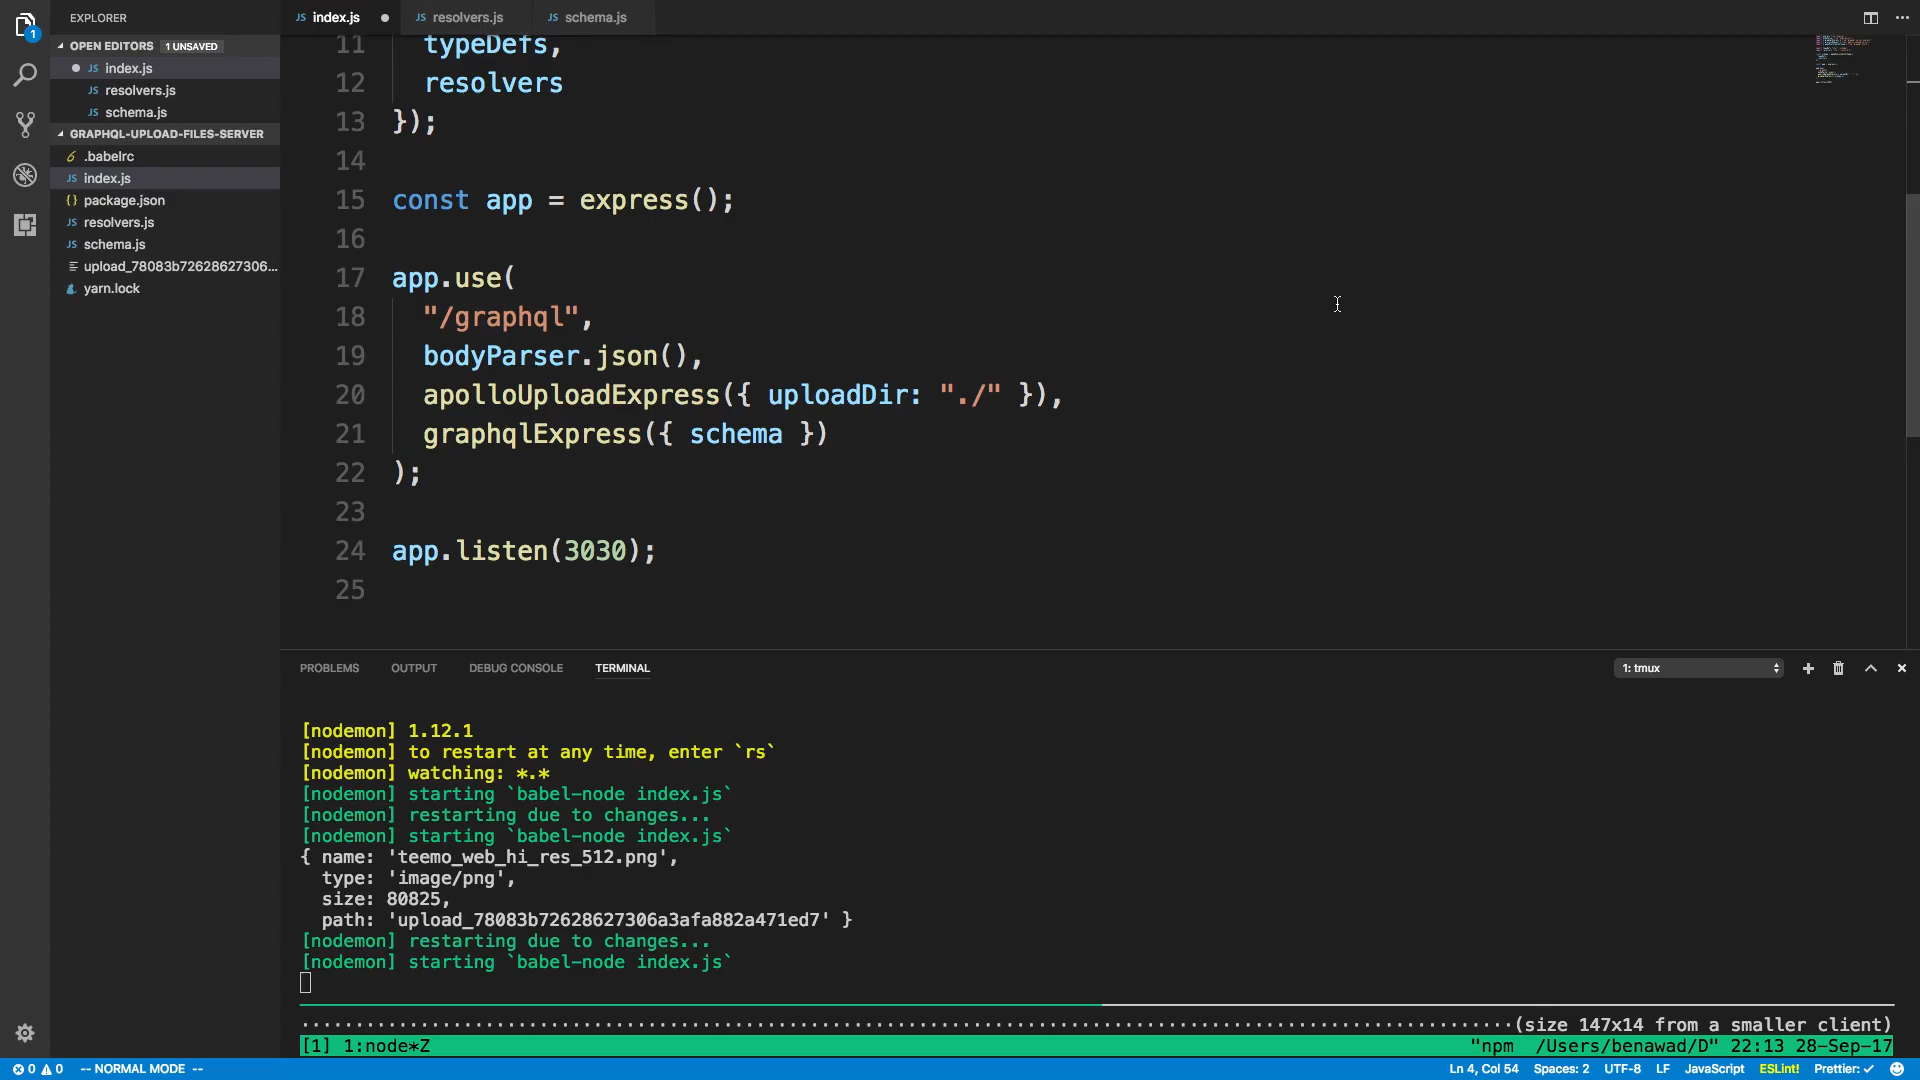 1
EXPLORER
OPEN EDITORS 1 UNSAVED
JS index.js
JS resolvers.js
JS schema.js
GRAPHQL-UPLOAD-FILES-SERVER
.babelrc
JS index.js
{} package.json
JS resolvers.js
JS schema.js
upload_78083b72628627306...
yarn.lock
JS index.js
JS resolvers.js
JS schema.js
11 typeDefs,
12 resolvers
13 });
14
15 const app = express();
16
17 app.use(
18 "/graphql",
19 bodyParser.json(),
20 apolloUploadExpress({ uploadDir: "./" }),
21 graphqlExpress({ schema })
22 );
23
24 app.listen(3030);
25
PROBLEMS OUTPUT DEBUG CONSOLE TERMINAL 1: tmux
[nodemon] 1.12.1
[nodemon] to restart at any time, enter `rs`
[nodemon] watching: *.*
[nodemon] starting `babel-node index.js`
[nodemon] restarting due to changes...
[nodemon] starting `babel-node index.js`
{ name: 'teemo_web_hi_res_512.png',
type: 'image/png',
size: 80825,
path: 'upload_78083b72628627306a3afa882a471ed7' }
[nodemon] restarting due to changes...
[nodemon] starting `babel-node index.js`
(size 147x14 from a smaller client)
[1] 1:node*Z "npm /Users/benawad/D" 22:13 28-Sep-17
0 0 -- NORMAL MODE -- Ln 4, Col 54 Spaces: 2 UTF-8 LF JavaScript ESLint! Prettier: ✓